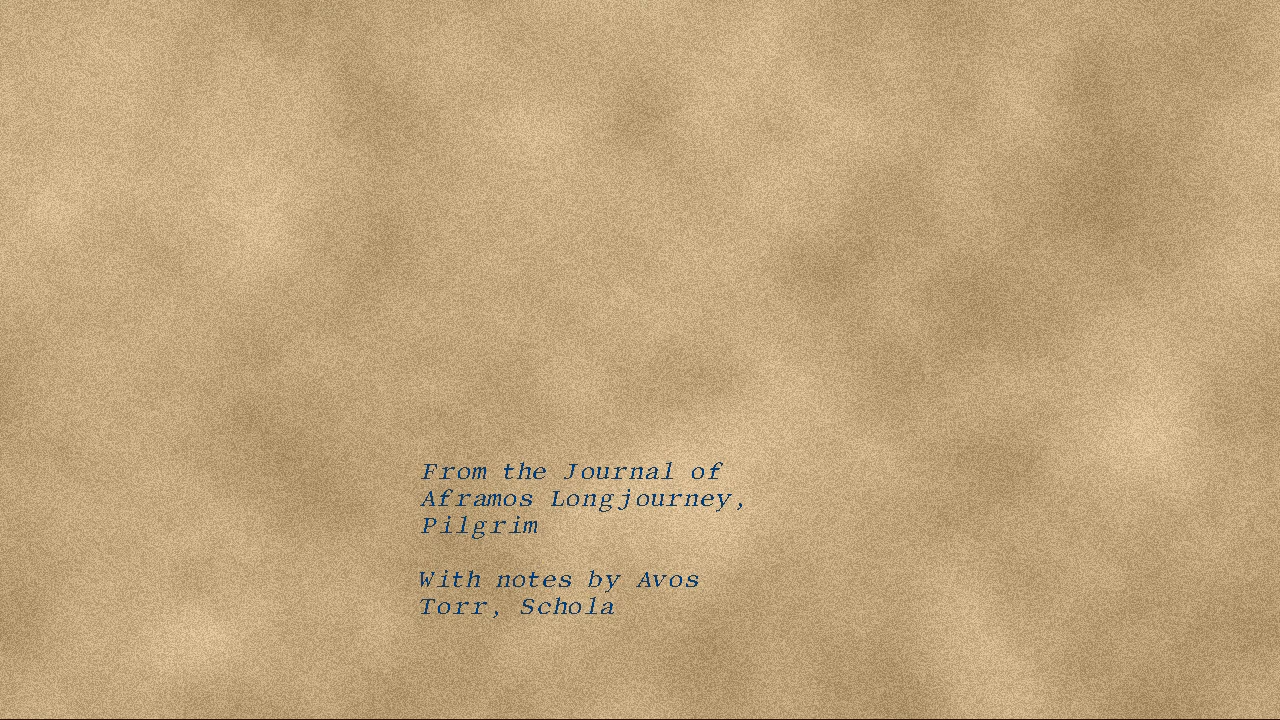 From the Journal of
Aframos Longjourney,
Pilgrim
With notes by Avos
Torr, Schola